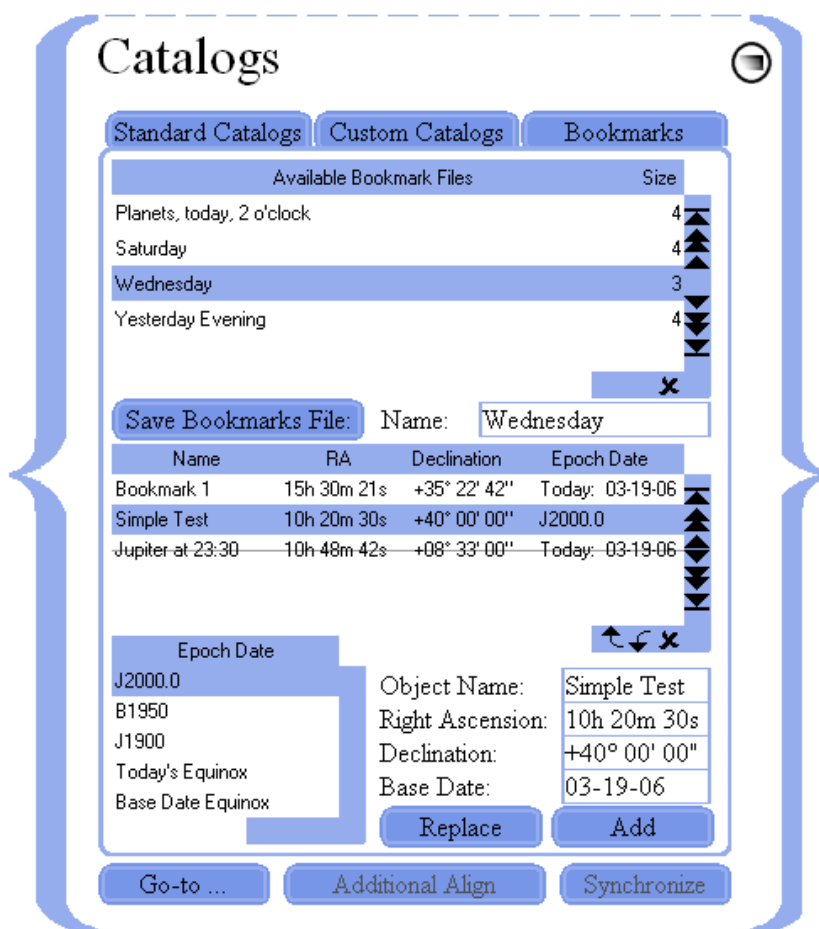 Catalogs
Standard Catalogs Custom Catalogs Bookmarks
Available Bookmark Files Size
Planets, today, 2 o'clock 4
Saturday 4
Wednesday 3
Yesterday Evening 4
Save Bookmarks File: Name: Wednesday
Name RA Declination Epoch Date
Bookmark 1 15h 30m 21s +35° 22' 42'' Today: 03-19-06
Simple Test 10h 20m 30s +40° 00' 00'' J2000.0
Jupiter at 23:30 10h 48m 42s +08° 33' 00'' Today: 03-19-06
Epoch Date
J2000.0
B1950
J1900
Today's Equinox
Base Date Equinox
Object Name: Simple Test
Right Ascension: 10h 20m 30s
Declination: +40° 00' 00"
Base Date: 03-19-06
Replace Add
Go-to ... Additional Align Synchronize